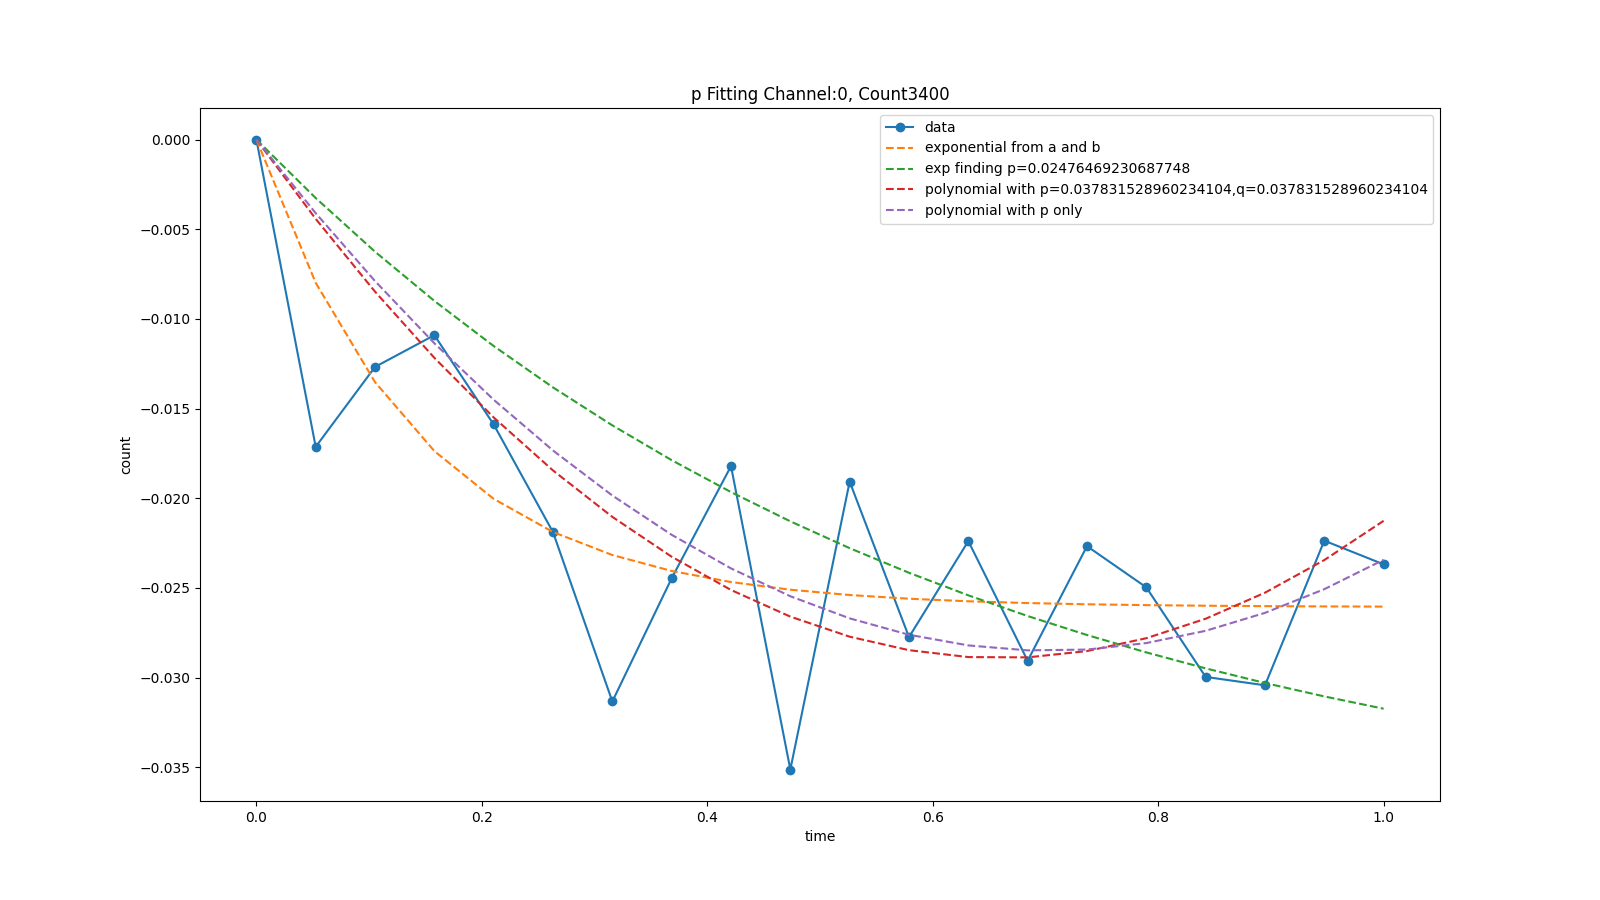 p Fitting Channel:0, Count3400
data
exponential from a and b
exp finding p=0.02476469230687748
polynomial with p=0.037831528960234104,q=0.037831528960234104
polynomial with p only
0.000
−0.005
−0.010
−0.015
−0.020
−0.025
−0.030
−0.035
count
0.0 0.2 0.4 0.6 0.8 1.0
time